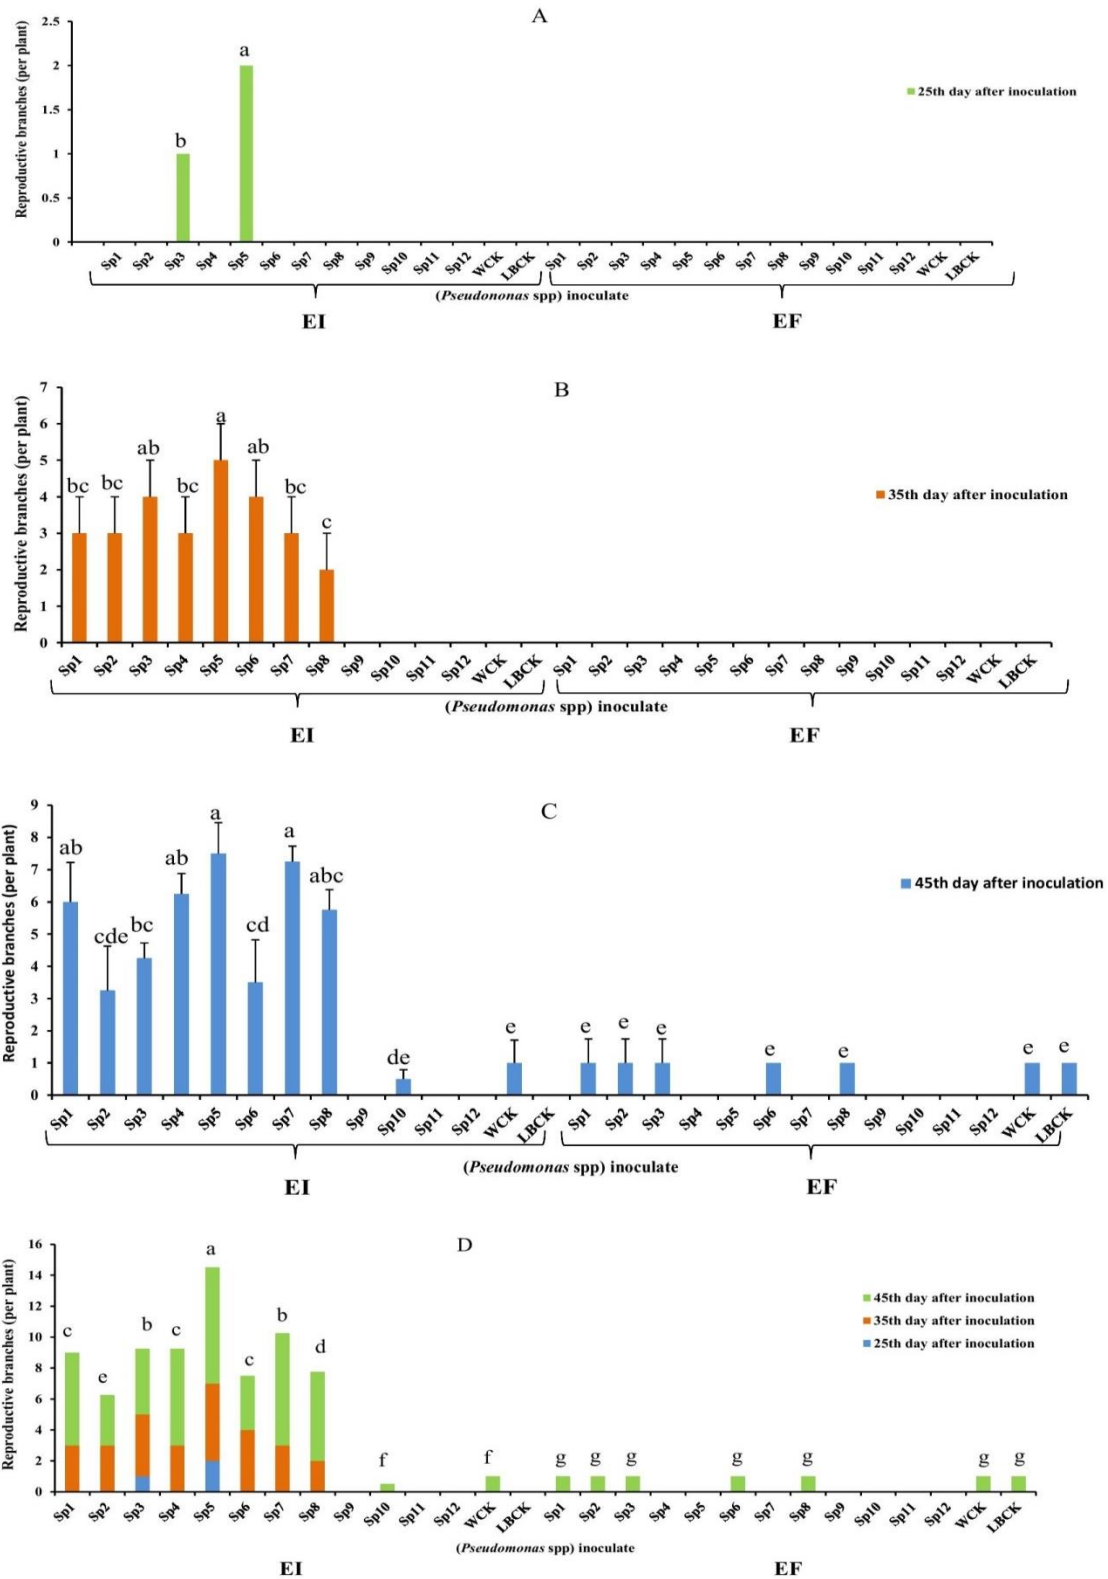 A
Reproductive branches (per plant)
2.5
2
1.5
1
0.5
0
b
a
25th day after inoculation
Sp1 Sp2 Sp3 Sp4 Sp5 Sp6 Sp7 Sp8 Sp9 Sp10 Sp11 Sp12 WCK LBCK Sp1 Sp2 Sp3 Sp4 Sp5 Sp6 Sp7 Sp8 Sp9 Sp10 Sp11 Sp12 WCK LBCK
(Pseudononas spp) inoculate
EI EF
B
Reproductive branches (per plant)
7
6
5
4
3
2
1
0
bc bc ab bc a ab bc c
35th day after inoculation
Sp1 Sp2 Sp3 Sp4 Sp5 Sp6 Sp7 Sp8 Sp9 Sp10 Sp11 Sp12 WCK LBCK Sp1 Sp2 Sp3 Sp4 Sp5 Sp6 Sp7 Sp8 Sp9 Sp10 Sp11 Sp12 WCK LBCK
(Pseudomonas spp) inoculate
EI EF
C
Reproductive branches (per plant)
9
8
7
6
5
4
3
2
1
0
ab cde bc ab a cd a abc de e e e e e e e e
45th day after inoculation
Sp1 Sp2 Sp3 Sp4 Sp5 Sp6 Sp7 Sp8 Sp9 Sp10 Sp11 Sp12 WCK LBCK Sp1 Sp2 Sp3 Sp4 Sp5 Sp6 Sp7 Sp8 Sp9 Sp10 Sp11 Sp12 WCK LBCK
(Pseudomonas spp) inoculate
EI EF
D
Reproductive branches (per plant)
16
14
12
10
8
6
4
2
0
c e b c a c b d f f g g g g g g g
45th day after inoculation
35th day after inoculation
25th day after inoculation
Sp1 Sp2 Sp3 Sp4 Sp5 Sp6 Sp7 Sp8 Sp9 Sp10 Sp11 Sp12 WCK LBCK Sp1 Sp2 Sp3 Sp4 Sp5 Sp6 Sp7 Sp8 Sp9 Sp10 Sp11 Sp12 WCK LBCK
(Pseudomonas spp) inoculate
EI EF